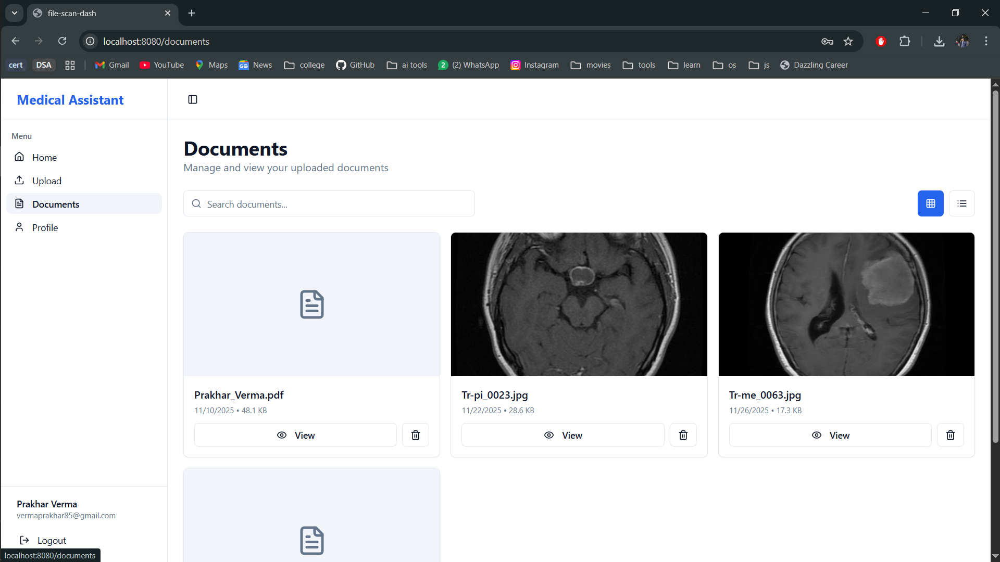 file-scan-dash
localhost:8080/documents
cert
DSA
Gmail
YouTube
Maps
News
college
GitHub
ai tools
2
(2) WhatsApp
Instagram
movies
tools
learn
os
js
Dazzling Career
Medical Assistant
Menu
Home
Upload
Documents
Profile
Documents
Manage and view your uploaded documents
Search documents...
Prakhar_Verma.pdf
11/10/2025 • 48.1 KB
View
Tr-pi_0023.jpg
11/22/2025 • 28.6 KB
View
Tr-me_0063.jpg
11/26/2025 • 17.3 KB
View
Prakhar Verma
vermaprakhar85@gmail.com
Logout
localhost:8080/documents